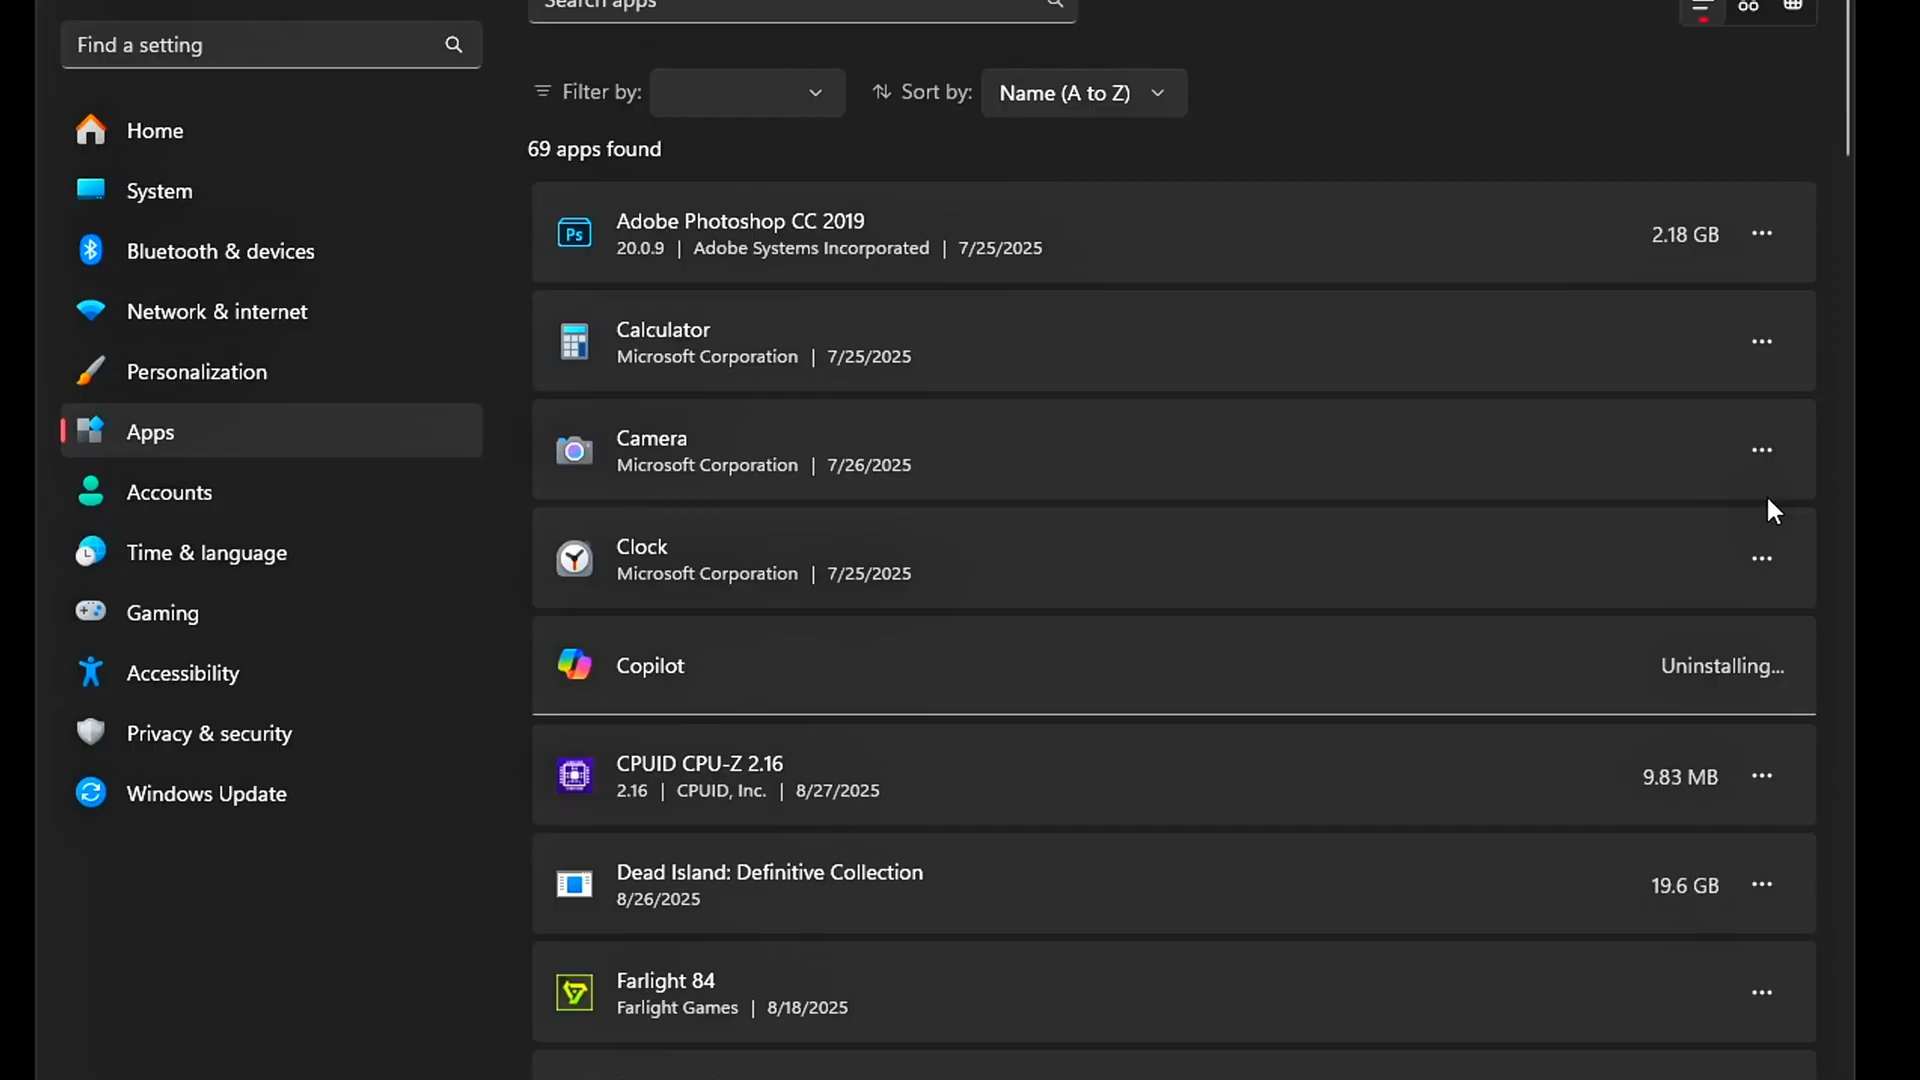 Search apps
Find a setting
Filter by:
Sort by:
Name (A to Z)
69 apps found
Home
System
Bluetooth & devices
Network & internet
Personalization
Apps
Accounts
Time & language
Gaming
Accessibility
Privacy & security
Windows Update
Ps
Adobe Photoshop CC 2019
20.0.9 | Adobe Systems Incorporated | 7/25/2025
2.18 GB
Calculator
Microsoft Corporation | 7/25/2025
Camera
Microsoft Corporation | 7/26/2025
Clock
Microsoft Corporation | 7/25/2025
Copilot
Uninstalling...
CPUID CPU-Z 2.16
2.16 | CPUID, Inc. | 8/27/2025
9.83 MB
Dead Island: Definitive Collection
8/26/2025
19.6 GB
Farlight 84
Farlight Games | 8/18/2025